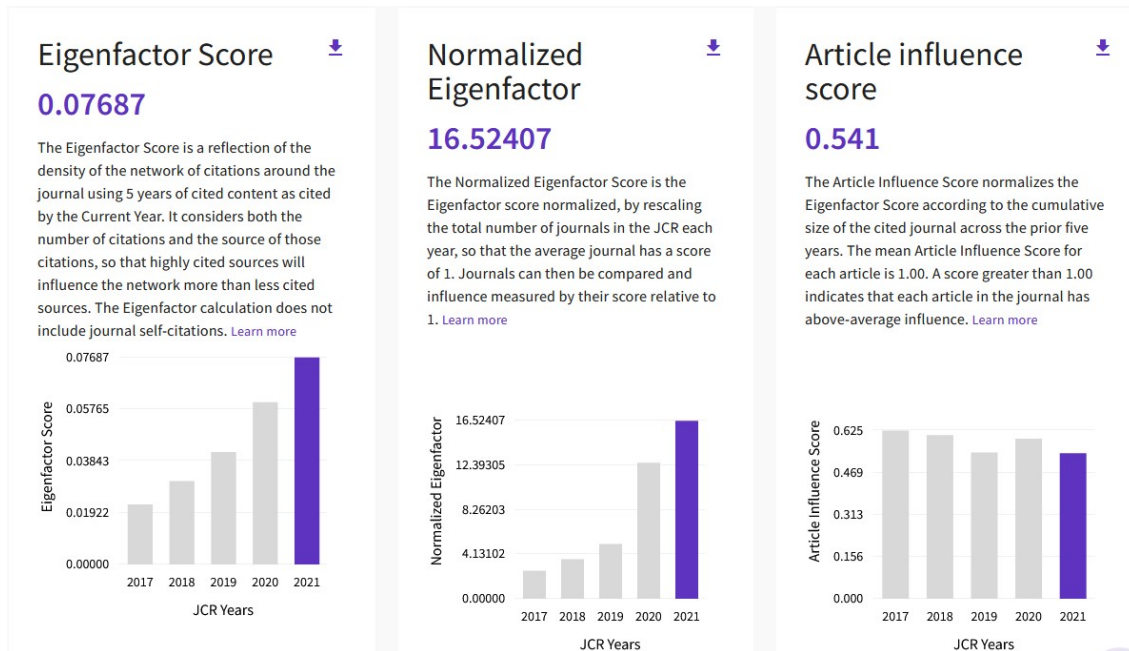 Eigenfactor Score
0.07687
The Eigenfactor Score is a reflection of the
density of the network of citations around the
journal using 5 years of cited content as cited
by the Current Year. It considers both the
number of citations and the source of those
citations, so that highly cited sources will
influence the network more than less cited
sources. The Eigenfactor calculation does not
include journal self-citations. Learn more
0.07687
0.05765
0.03843
0.01922
0.00000
Eigenfactor Score
2017 2018 2019 2020 2021
JCR Years
Normalized
Eigenfactor
16.52407
The Normalized Eigenfactor Score is the
Eigenfactor score normalized, by rescaling
the total number of journals in the JCR each
year, so that the average journal has a score
of 1. Journals can then be compared and
influence measured by their score relative to
1. Learn more
16.52407
12.39305
8.26203
4.13102
0.00000
Normalized Eigenfactor
2017 2018 2019 2020 2021
JCR Years
Article influence
score
0.541
The Article Influence Score normalizes the
Eigenfactor Score according to the cumulative
size of the cited journal across the prior five
years. The mean Article Influence Score for
each article is 1.00. A score greater than 1.00
indicates that each article in the journal has
above-average influence. Learn more
0.625
0.469
0.313
0.156
0.000
Article Influence Score
2017 2018 2019 2020 2021
JCR Years